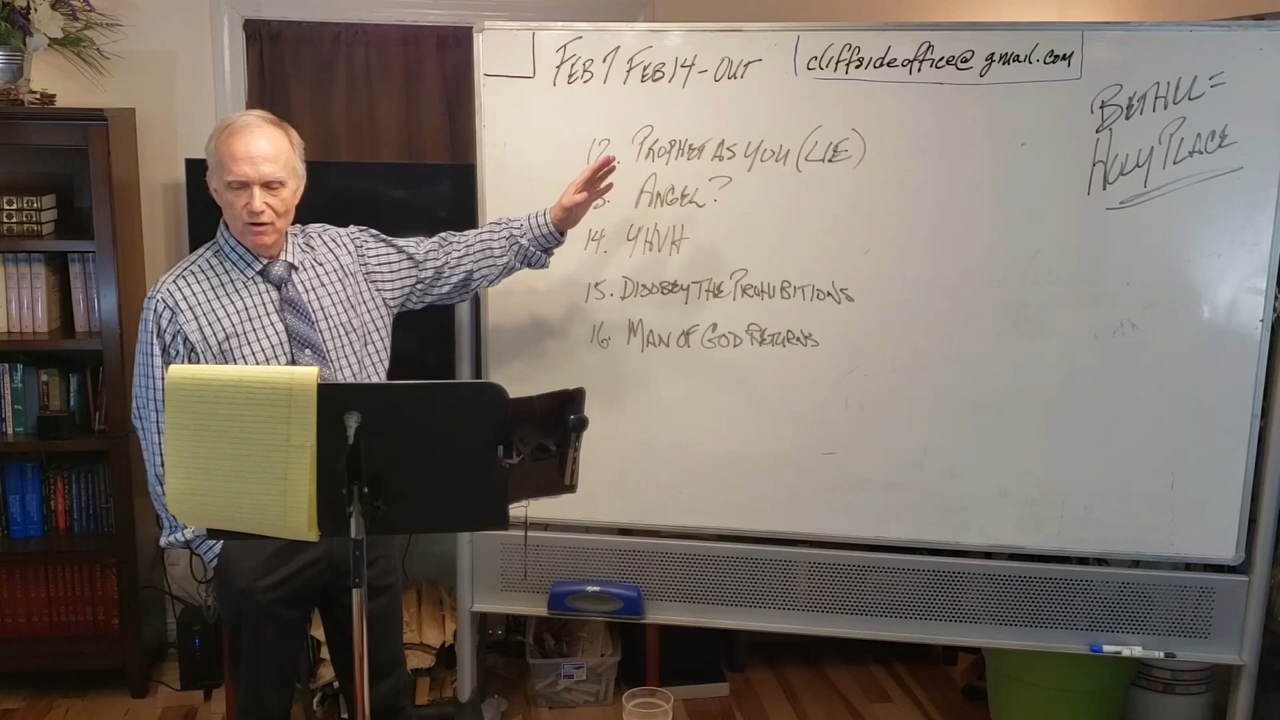 FEB 7 FEB 14-OUT
cliffsideoffice@gmail.com
BETHEL=
HOLY PLACE
12. PROPHET AS YOU (LIE)
3. ANGEL?
14. YHVH
15. DISOBEY THE PROHIBITIONS
16. MAN OF GOD RETURNS